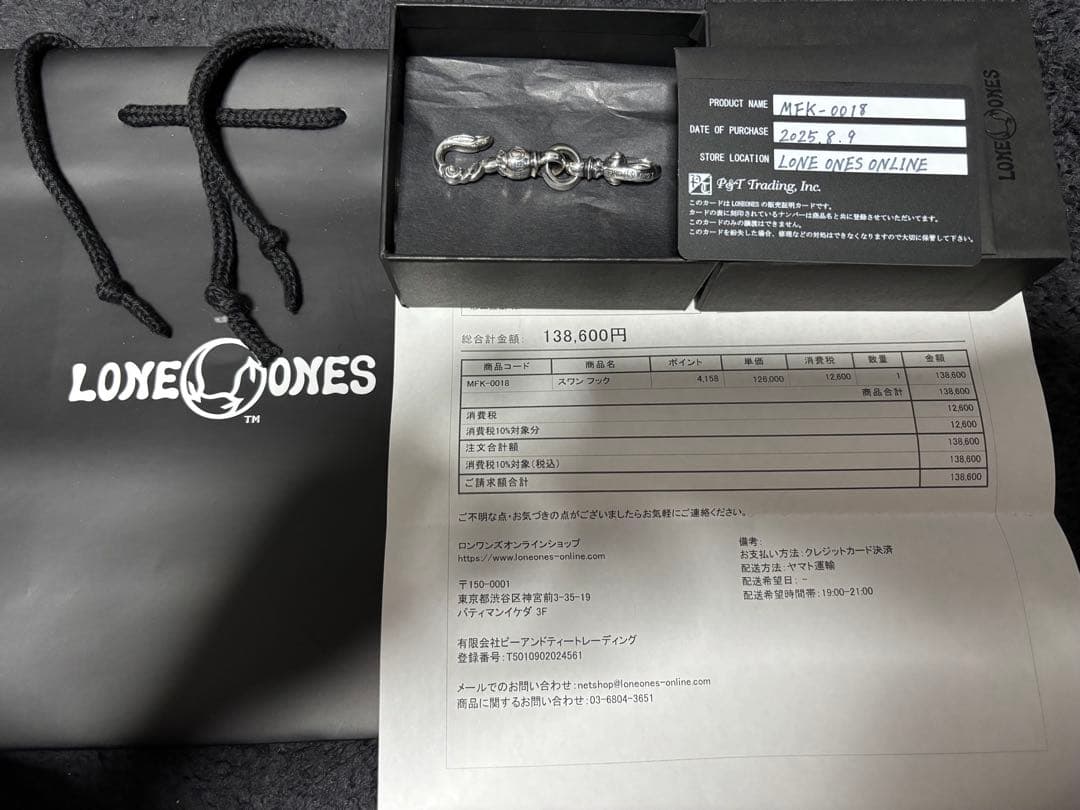 LONE ONES
TM
LONE ONES
PRODUCT NAME MFK-0018
DATE OF PURCHASE 2025.8.9
STORE LOCATION LONE ONES ONLINE
P&T Trading, Inc.
このカードは LONEONES の販売証明カードです。
カードの表に刻印されているナンバーは商品名と共に登録させていただいてます。
このカードのみの譲渡はできません。
このカードを紛失した場合、修理などの対処はできなくなりますので大切に保管して下さい。
総合計金額: 138,600円
商品コード 商品名 ポイント 単価 消費税 数量 金額
MFK-0018 スワン フック 4,158 126,000 12,600 1 138,600
商品合計 138,600
消費税 12,600
消費税10%対象分 12,600
注文合計額 138,600
消費税10%対象(税込) 138,600
ご請求額合計 138,600
ご不明な点・お気づきの点がございましたらお気軽にご連絡ください。
ロンワンズオンラインショップ
https://www.loneones-online.com
〒150-0001
東京都渋谷区神宮前3-35-19
パティマンイケダ 3F
有限会社ピーアンドティートレーディング
登録番号:T5010902024561
メールでのお問い合わせ:netshop@loneones-online.com
商品に関するお問い合わせ:03-6804-3651
備考:
お支払い方法:クレジットカード決済
配送方法:ヤマト運輸
配送希望日: -
配送希望時間帯:19:00-21:00